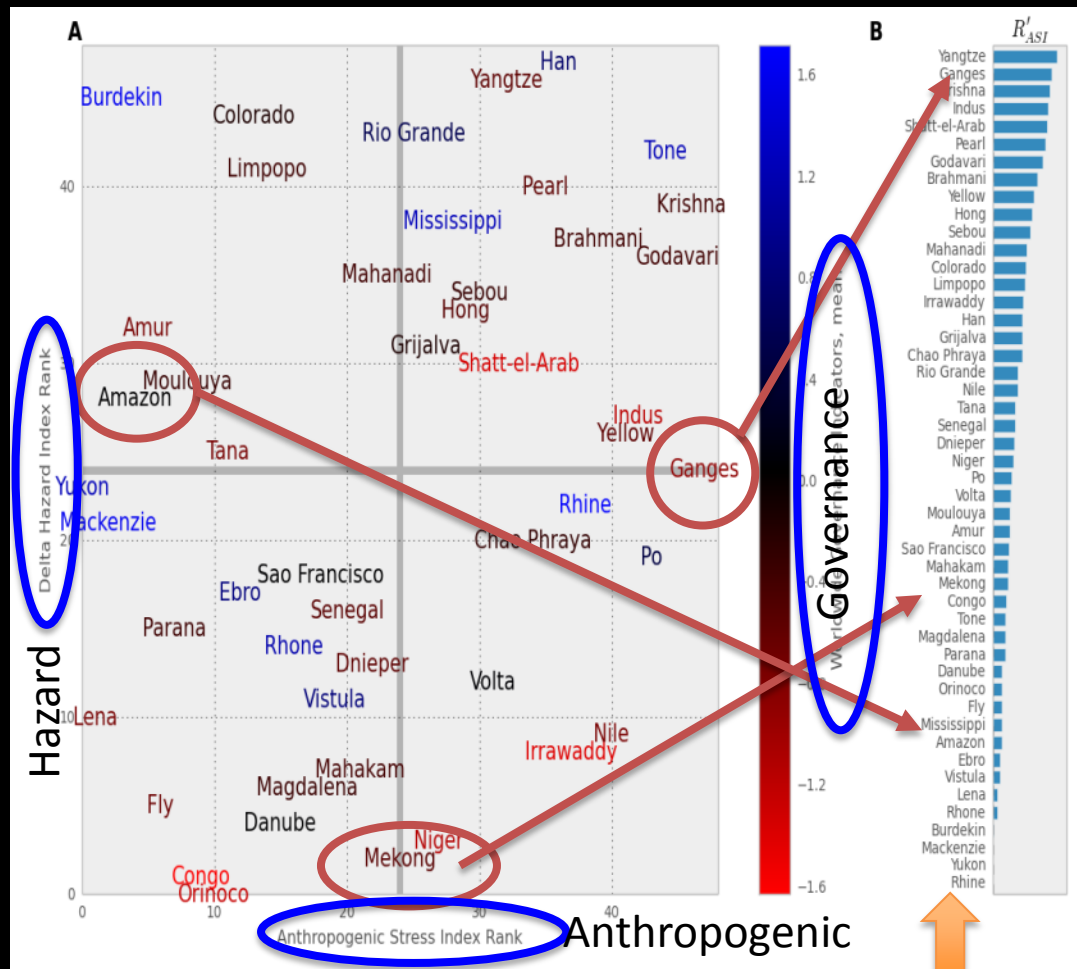 A
B
R'ASI
Han
Yangtze
Burdekin
Colorado
Rio Grande
Tone
Limpopo
Pearl
Krishna
Mississippi
Brahmani
Godavari
Mahanadi
Sebou
Hong
Amur
Grijalva
Shatt-el-Arab
Moulouya
Amazon
Indus
Yellow
Tana
Ganges
Yukon
Rhine
Mackenzie
Chao Phraya
Po
Sao Francisco
Ebro
Senegal
Parana
Rhone
Dnieper
Volta
Vistula
Lena
Nile
Irrawaddy
Mahakam
Magdalena
Fly
Danube
Niger
Mekong
Congo
Orinoco
40
20
10
0
0
10
20
30
40
Delta Hazard Index Rank
Hazard
Anthropogenic Stress Index Rank
Anthropogenic
1.6
1.2
0.8
0.0
−1.2
−1.6
Governance
Yangtze
Ganges
Krishna
Indus
Shatt-el-Arab
Pearl
Godavari
Brahmani
Yellow
Hong
Sebou
Mahanadi
Colorado
Limpopo
Irrawaddy
Han
Grijalva
Chao Phraya
Rio Grande
Nile
Tana
Senegal
Dnieper
Niger
Po
Volta
Moulouya
Amur
Sao Francisco
Mahakam
Mekong
Congo
Tone
Magdalena
Parana
Danube
Orinoco
Fly
Mississippi
Amazon
Ebro
Vistula
Lena
Rhone
Burdekin
Mackenzie
Yukon
Rhine